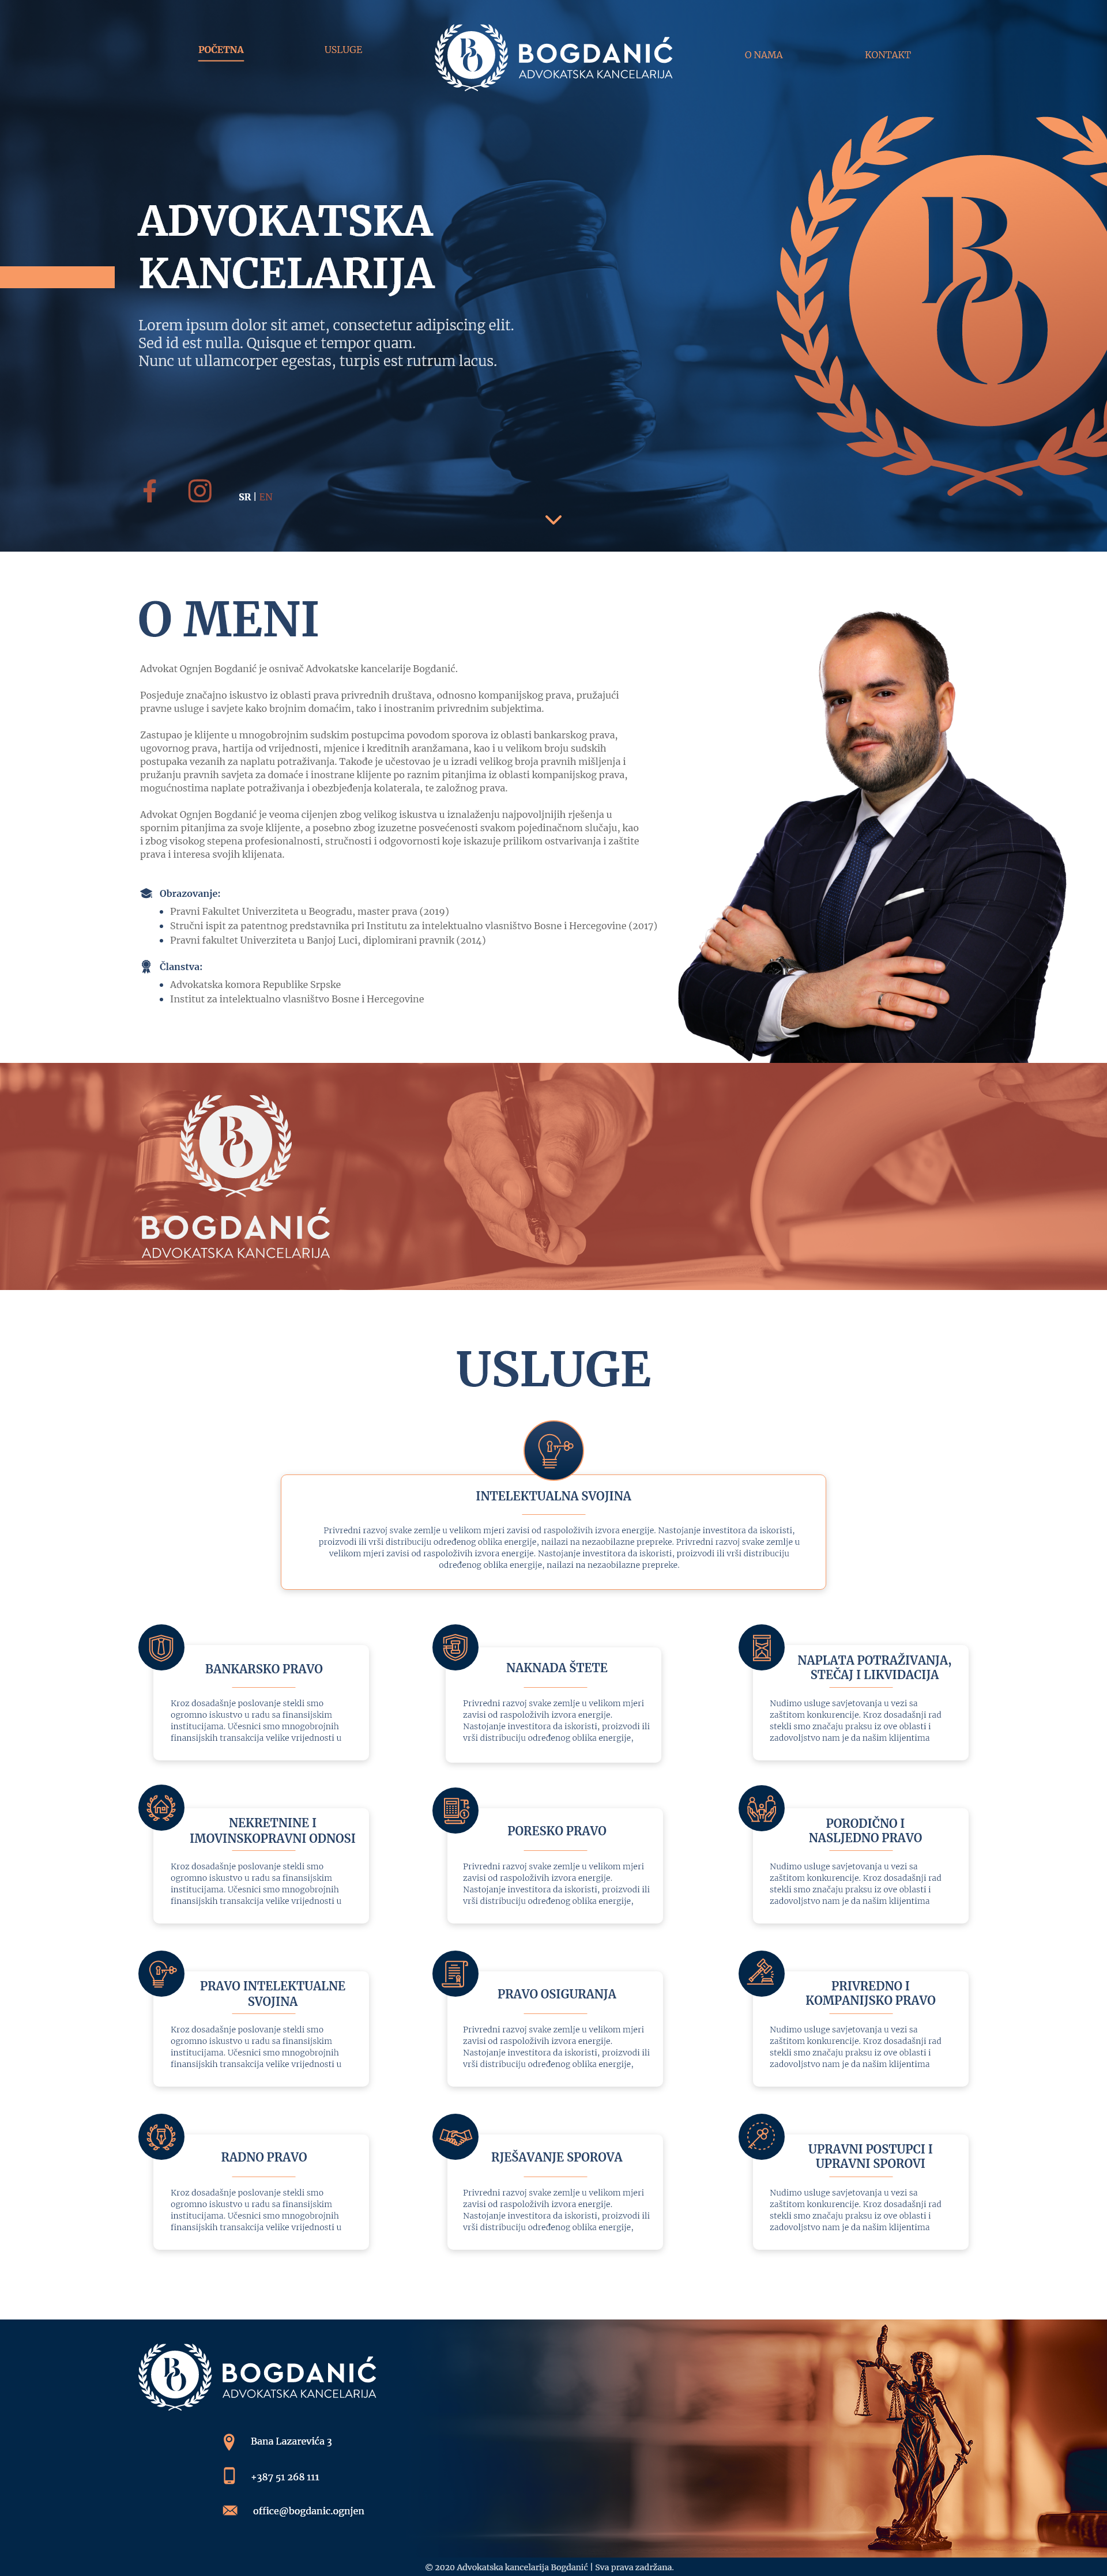 POČETNA
USLUGE
BO
BOGDANIĆ
ADVOKATSKA KANCELARIJA
O NAMA
KONTAKT
BO
ADVOKATSKA
KANCELARIJA
Lorem ipsum dolor sit amet, consectetur adipiscing elit.
Sed id est nulla. Quisque et tempor quam.
Nunc ut ullamcorper egestas, turpis est rutrum lacus.
SR | EN
O MENI
Advokat Ognjen Bogdanić je osnivač Advokatske kancelarije Bogdanić.
Posjeduje značajno iskustvo iz oblasti prava privrednih društava, odnosno kompanijskog prava, pružajući
pravne usluge i savjete kako brojnim domaćim, tako i inostranim privrednim subjektima.
Zastupao je klijente u mnogobrojnim sudskim postupcima povodom sporova iz oblasti bankarskog prava,
ugovornog prava, hartija od vrijednosti, mjenice i kreditnih aranžamana, kao i u velikom broju sudskih
postupaka vezanih za naplatu potraživanja. Takođe je učestovao je u izradi velikog broja pravnih mišljenja i
pružanju pravnih savjeta za domaće i inostrane klijente po raznim pitanjima iz oblasti kompanijskog prava,
mogućnostima naplate potraživanja i obezbjeđenja kolaterala, te založnog prava.
Advokat Ognjen Bogdanić je veoma cijenjen zbog velikog iskustva u iznalaženju najpovoljnijih rješenja u
spornim pitanjima za svoje klijente, a posebno zbog izuzetne posvećenosti svakom pojedinačnom slučaju, kao
i zbog visokog stepena profesionalnosti, stručnosti i odgovornosti koje iskazuje prilikom ostvarivanja i zaštite
prava i interesa svojih klijenata.
Obrazovanje:
• Pravni Fakultet Univerziteta u Beogradu, master prava (2019)
• Stručni ispit za patentnog predstavnika pri Institutu za intelektualno vlasništvo Bosne i Hercegovine (2017)
• Pravni fakultet Univerziteta u Banjoj Luci, diplomirani pravnik (2014)
Članstva:
• Advokatska komora Republike Srpske
• Institut za intelektualno vlasništvo Bosne i Hercegovine
BO
BOGDANIĆ
ADVOKATSKA KANCELARIJA
USLUGE
INTELEKTUALNA SVOJINA
Privredni razvoj svake zemlje u velikom mjeri zavisi od raspoloživih izvora energije. Nastojanje investitora da iskoristi,
proizvodi ili vrši distribuciju određenog oblika energije, nailazi na nezaobilazne prepreke. Privredni razvoj svake zemlje u
velikom mjeri zavisi od raspoloživih izvora energije. Nastojanje investitora da iskoristi, proizvodi ili vrši distribuciju
određenog oblika energije, nailazi na nezaobilazne prepreke.
BANKARSKO PRAVO
Kroz dosadašnje poslovanje stekli smo
ogromno iskustvo u radu sa finansijskim
institucijama. Učesnici smo mnogobrojnih
finansijskih transakcija velike vrijednosti u
NAKNADA ŠTETE
Privredni razvoj svake zemlje u velikom mjeri
zavisi od raspoloživih izvora energije.
Nastojanje investitora da iskoristi, proizvodi ili
vrši distribuciju određenog oblika energije,
NAPLATA POTRAŽIVANJA,
STEČAJ I LIKVIDACIJA
Nudimo usluge savjetovanja u vezi sa
zaštitom konkurencije. Kroz dosadašnji rad
stekli smo značaju praksu iz ove oblasti i
zadovoljstvo nam je da našim klijentima
NEKRETNINE I
IMOVINSKOPRAVNI ODNOSI
Kroz dosadašnje poslovanje stekli smo
ogromno iskustvo u radu sa finansijskim
institucijama. Učesnici smo mnogobrojnih
finansijskih transakcija velike vrijednosti u
PORESKO PRAVO
Privredni razvoj svake zemlje u velikom mjeri
zavisi od raspoloživih izvora energije.
Nastojanje investitora da iskoristi, proizvodi ili
vrši distribuciju određenog oblika energije,
PORODIČNO I
NASLJEDNO PRAVO
Nudimo usluge savjetovanja u vezi sa
zaštitom konkurencije. Kroz dosadašnji rad
stekli smo značaju praksu iz ove oblasti i
zadovoljstvo nam je da našim klijentima
PRAVO INTELEKTUALNE
SVOJINA
Kroz dosadašnje poslovanje stekli smo
ogromno iskustvo u radu sa finansijskim
institucijama. Učesnici smo mnogobrojnih
finansijskih transakcija velike vrijednosti u
PRAVO OSIGURANJA
Privredni razvoj svake zemlje u velikom mjeri
zavisi od raspoloživih izvora energije.
Nastojanje investitora da iskoristi, proizvodi ili
vrši distribuciju određenog oblika energije,
PRIVREDNO I
KOMPANIJSKO PRAVO
Nudimo usluge savjetovanja u vezi sa
zaštitom konkurencije. Kroz dosadašnji rad
stekli smo značaju praksu iz ove oblasti i
zadovoljstvo nam je da našim klijentima
RADNO PRAVO
Kroz dosadašnje poslovanje stekli smo
ogromno iskustvo u radu sa finansijskim
institucijama. Učesnici smo mnogobrojnih
finansijskih transakcija velike vrijednosti u
RJEŠAVANJE SPOROVA
Privredni razvoj svake zemlje u velikom mjeri
zavisi od raspoloživih izvora energije.
Nastojanje investitora da iskoristi, proizvodi ili
vrši distribuciju određenog oblika energije,
UPRAVNI POSTUPCI I
UPRAVNI SPOROVI
Nudimo usluge savjetovanja u vezi sa
zaštitom konkurencije. Kroz dosadašnji rad
stekli smo značaju praksu iz ove oblasti i
zadovoljstvo nam je da našim klijentima
BO
BOGDANIĆ
ADVOKATSKA KANCELARIJA
Bana Lazarevića 3
+387 51 268 111
office@bogdanic.ognjen
© 2020 Advokatska kancelarija Bogdanić | Sva prava zadržana.